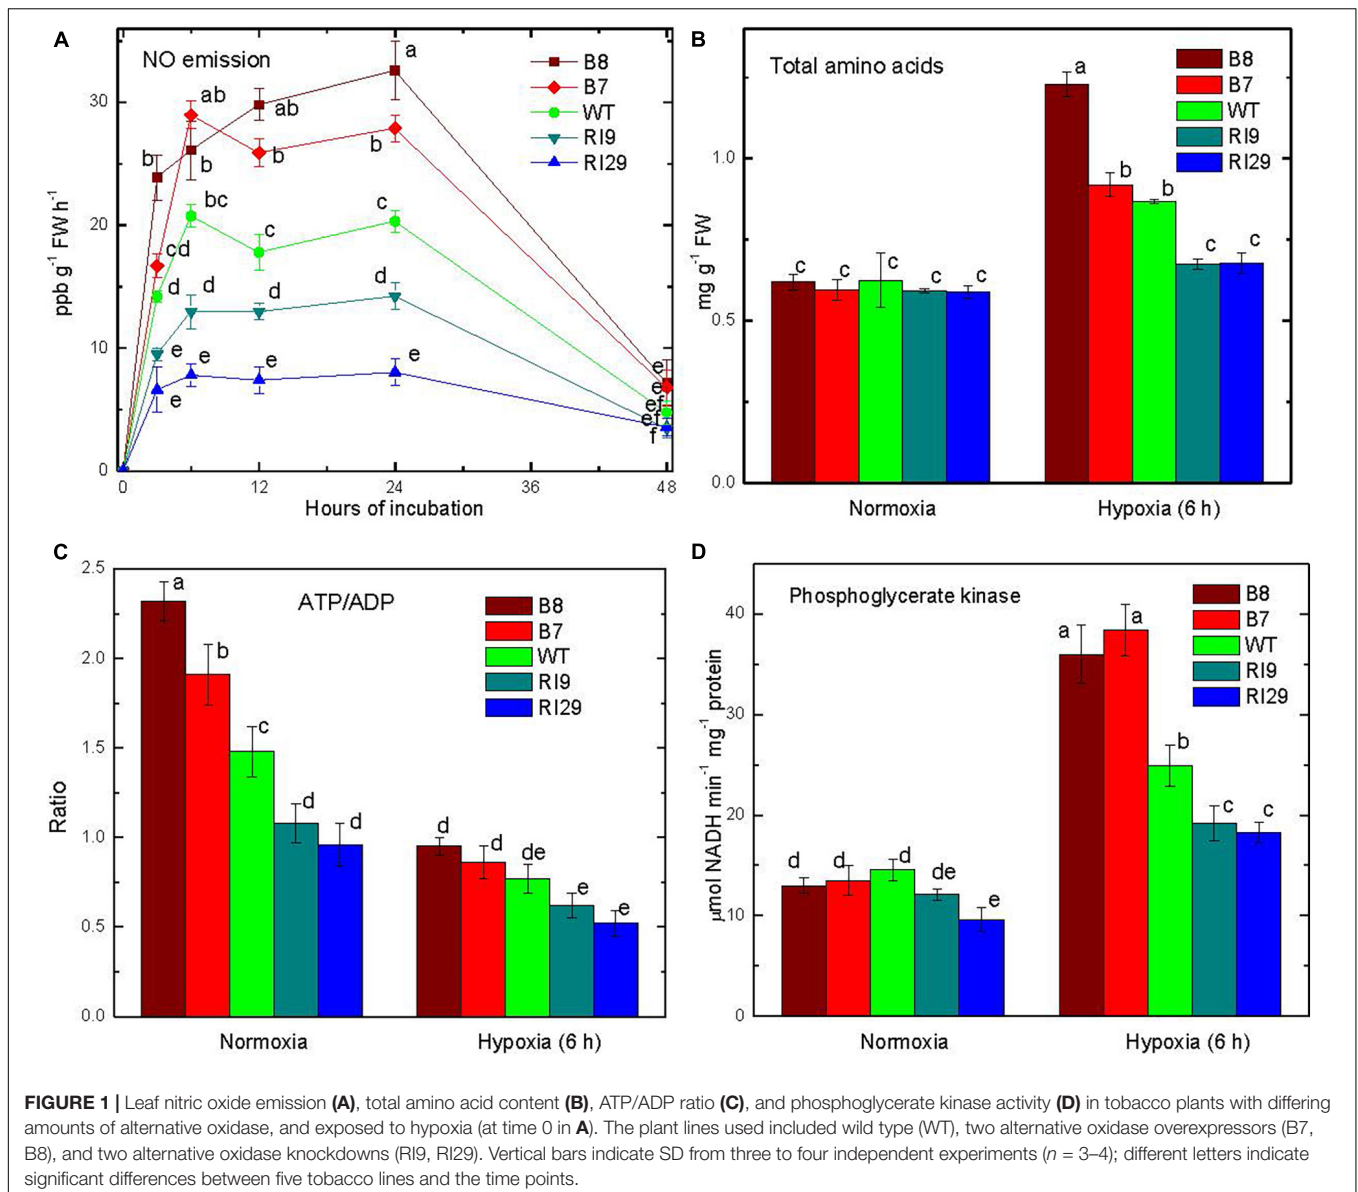 A
NO emission
B8
B7
WT
RI9
RI29
ppb g⁻¹ FW h⁻¹
30
20
10
0
b
cd
d
e
e
ab
b
bc
d
e
ab
b
c
d
e
a
b
c
d
e
e
e
ef
ef
f
0 12 24 36 48
Hours of incubation
B
Total amino acids
B8
B7
WT
RI9
RI29
mg g⁻¹ FW
1.0
0.5
0.0
c c c c c
a b b c c
Normoxia Hypoxia (6 h)
C
ATP/ADP
B8
B7
WT
RI9
RI29
Ratio
2.5
2.0
1.5
1.0
0.5
0.0
a b c d d
d d de e e
Normoxia Hypoxia (6 h)
D
Phosphoglycerate kinase
B8
B7
WT
RI9
RI29
µmol NADH min⁻¹ mg⁻¹ protein
40
30
20
10
0
d d d de e
a a b c c
Normoxia Hypoxia (6 h)
FIGURE 1 | Leaf nitric oxide emission (A), total amino acid content (B), ATP/ADP ratio (C), and phosphoglycerate kinase activity (D) in tobacco plants with differing
amounts of alternative oxidase, and exposed to hypoxia (at time 0 in A). The plant lines used included wild type (WT), two alternative oxidase overexpressors (B7,
B8), and two alternative oxidase knockdowns (RI9, RI29). Vertical bars indicate SD from three to four independent experiments (n = 3–4); different letters indicate
significant differences between five tobacco lines and the time points.